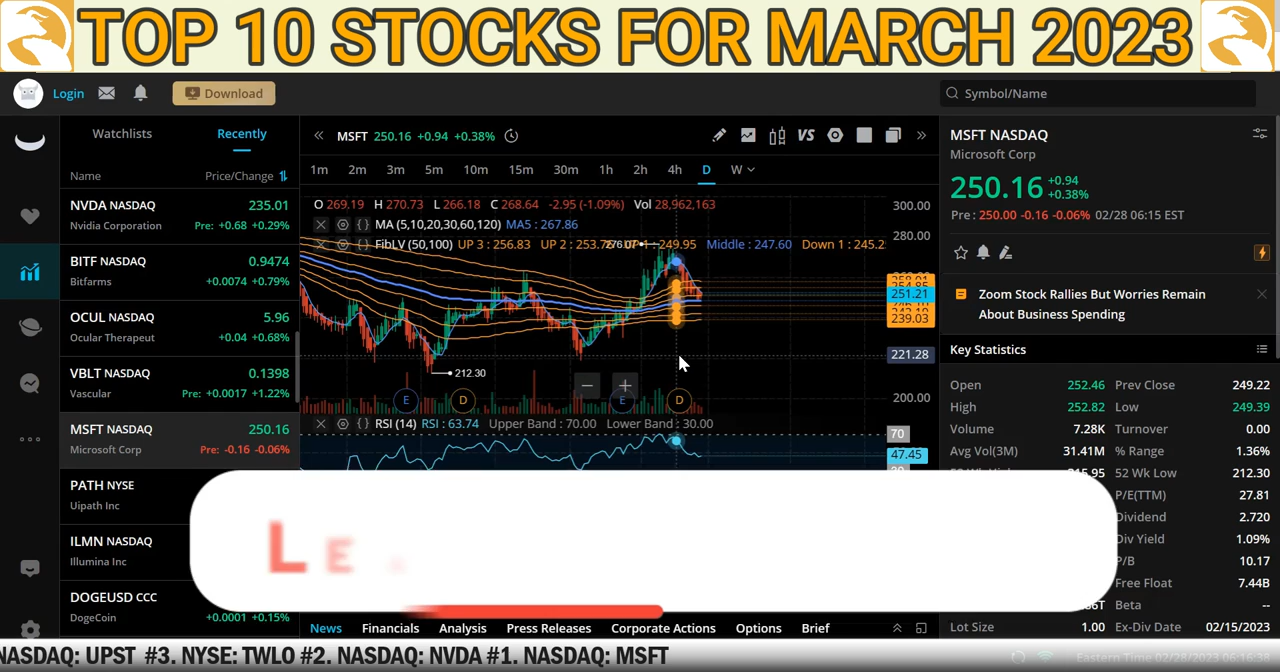 TOP 10 STOCKS FOR MARCH 2023
Login
Download
Symbol/Name
Watchlists
Recently
Name
Price/Change
NVDA NASDAQ
235.01
Nvidia Corporation
Pre: +0.68 +0.29%
BITF NASDAQ
0.9474
Bitfarms
+0.0074 +0.79%
OCUL NASDAQ
5.96
Ocular Therapeut
+0.04 +0.68%
VBLT NASDAQ
0.1398
Vascular
Pre: +0.0017 +1.22%
MSFT NASDAQ
250.16
Microsoft Corp
Pre: -0.16 -0.06%
PATH NYSE
Uipath Inc
ILMN NASDAQ
Illumina Inc
DOGEUSD CCC
DogeCoin
+0.0001 +0.15%
MSFT 250.16 +0.94 +0.38%
VS
1m 2m 3m 5m 10m 15m 30m 1h 2h 4h D W
O 269.19 H 270.73 L 266.18 C 268.64 -2.95 (-1.09%) Vol 28,962,163
MA (5,10,20,30,60,120) MA5 : 267.86
FibLV (50,100) UP 3 : 256.83 UP 2 : 249.95 Middle : 247.60 Down 1 : 245.2
300.00
280.00
251.21
239.03
221.28
200.00
212.30
E D E D
RSI (14) RSI : 63.74 Upper Band : 70.00 Lower Band : 30.00
70
47.45
LE
News Financials Analysis Press Releases Corporate Actions Options Brief
MSFT NASDAQ
Microsoft Corp
250.16 +0.94
+0.38%
Pre : 250.00 -0.16 -0.06% 02/28 06:15 EST
Zoom Stock Rallies But Worries Remain
About Business Spending
Key Statistics
Open 252.46 Prev Close 249.22
High 252.82 Low 249.39
Volume 7.28K Turnover 0.00
Avg Vol(3M) 31.41M % Range 1.36%
52 Wk Low 212.30
P/E(TTM) 27.81
Dividend 2.720
Div Yield 1.09%
P/B 10.17
Free Float 7.44B
Beta --
Lot Size 1.00 Ex-Div Date 02/15/2023
NASDAQ: UPST #3. NYSE: TWLO #2. NASDAQ: NVDA #1. NASDAQ: MSFT
Eastern Time 02/28/2023 06:16:38